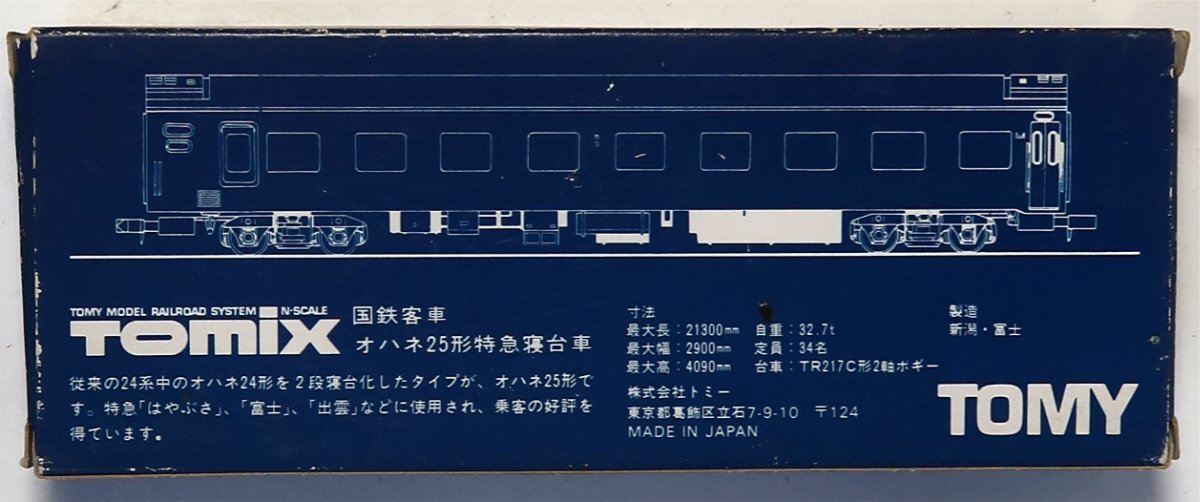 TOMY MODEL RAILROAD SYSTEM N-SCALE
TOMIX
国鉄客車
オハネ25形特急寝台車
従来の24系中のオハネ24形を2段寝台化したタイプが、オハネ25形で
す。特急「はやぶさ」、「富士」、「出雲」などに使用され、乗客の好評を
得ています。
寸法
最大長:21300mm 自重:32.7t
最大幅:2900mm 定員:34名
最大高:4090mm 台車:TR217C形2軸ボギー
株式会社トミー
東京都葛飾区立石7-9-10 〒124
MADE IN JAPAN
製造
新潟・富士
TOMY